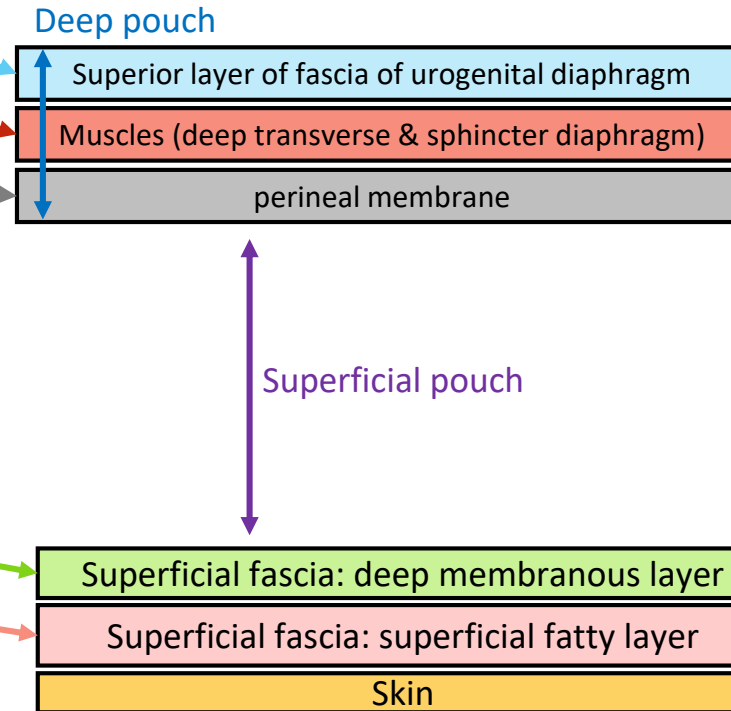 Deep pouch
Superior layer of fascia of urogenital diaphragm
Muscles (deep transverse & sphincter diaphragm)
perineal membrane
Superficial pouch
Superficial fascia: deep membranous layer
Superficial fascia: superficial fatty layer
Skin